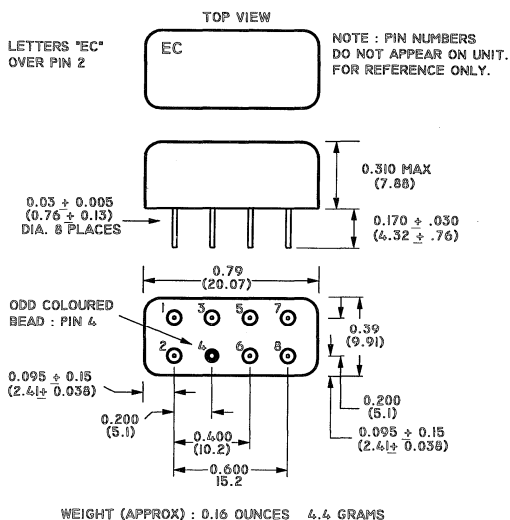 TOP VIEW
LETTERS "EC"
OVER PIN 2
EC
NOTE : PIN NUMBERS
DO NOT APPEAR ON UNIT.
FOR REFERENCE ONLY.
0.310 MAX
(7.88)
0.03 ± 0.005
(0.76 ± 0.13)
DIA. 8 PLACES
0.170 ± .030
(4.32 ± .76)
0.79
(20.07)
ODD COLOURED
BEAD : PIN 4
1 3 5 7
2 4 6 8
0.39
(9.91)
0.095 ± 0.15
(2.41± 0.038)
0.200
(5.1)
0.200
(5.1)
0.095 ± 0.15
(2.41± 0.038)
0.400
(10.2)
0.600
15.2
WEIGHT (APPROX) : 0.16 OUNCES 4.4 GRAMS